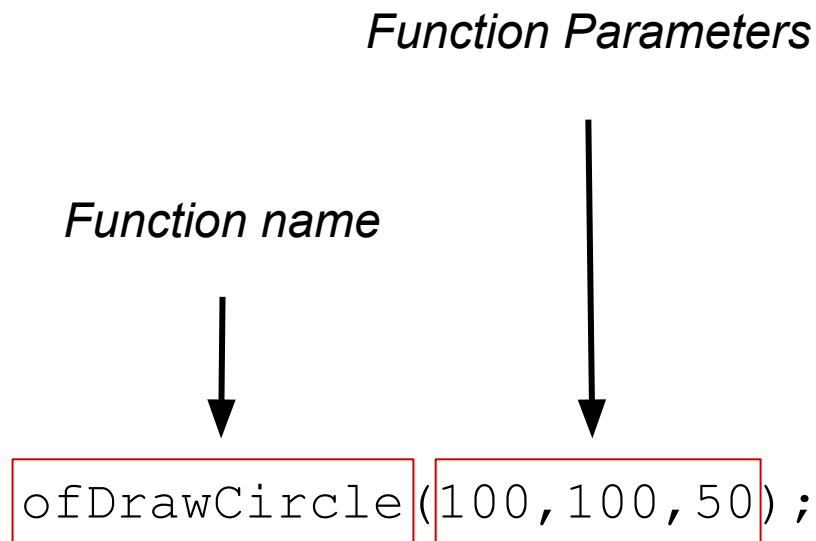 Function Parameters
Function name
ofDrawCircle(100,100,50);